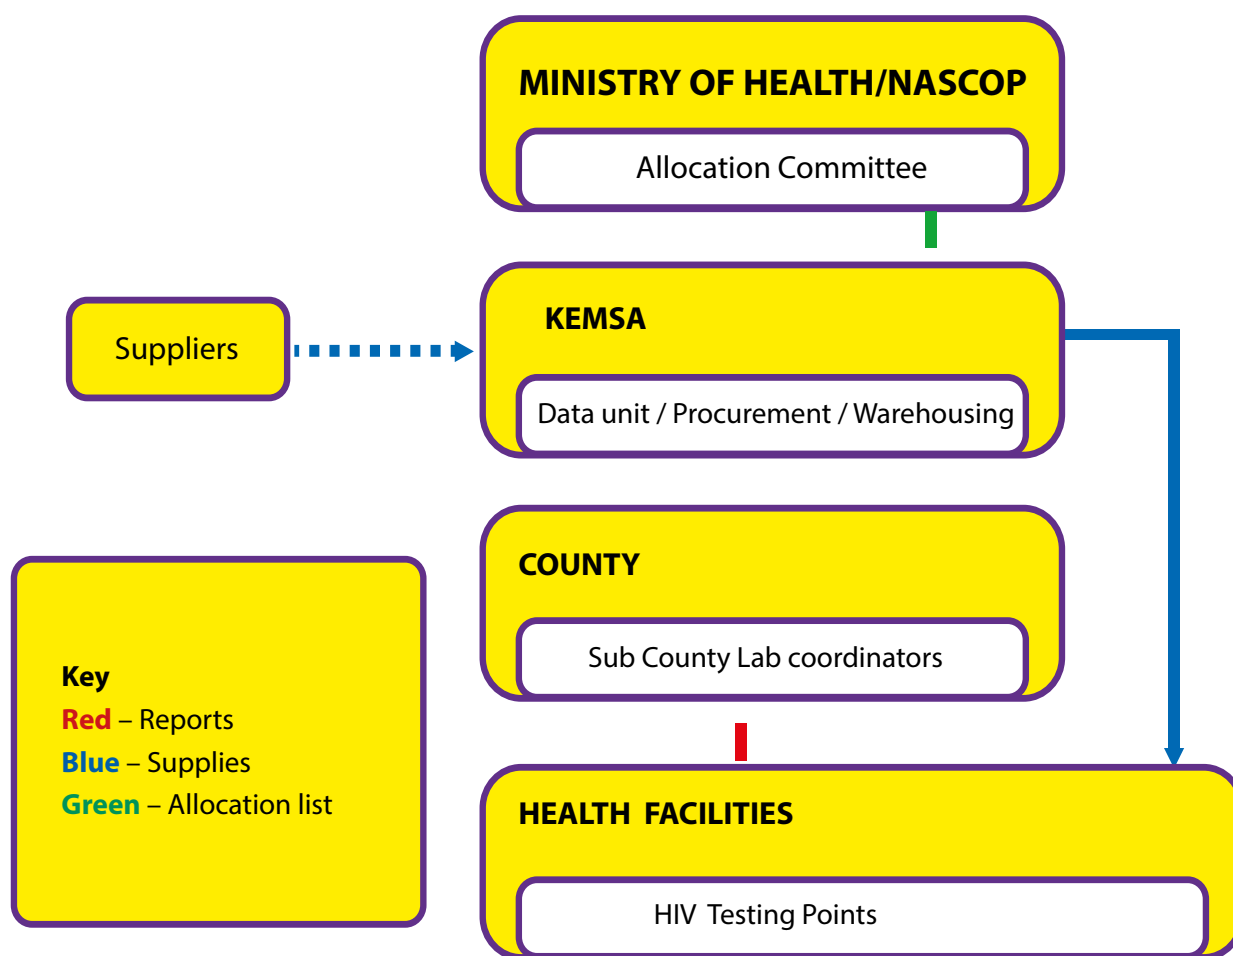 MINISTRY OF HEALTH/NASCOP
Allocation Committee
Suppliers
KEMSA
Data unit / Procurement / Warehousing
COUNTY
Sub County Lab coordinators
Key
Red – Reports
Blue – Supplies
Green – Allocation list
HEALTH FACILITIES
HIV Testing Points